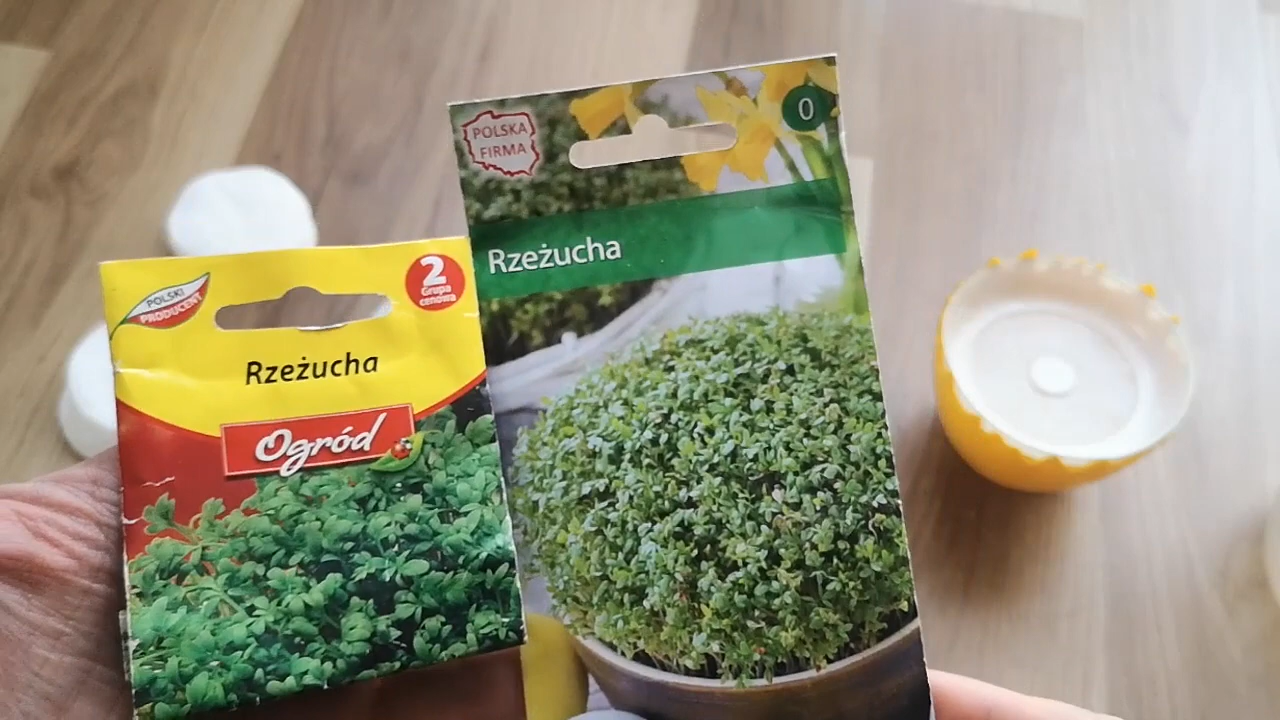 POLSKI
PRODUCENT
2
Grupa
cenowa
Rzeżucha
Ogród
POLSKA
FIRMA
0
Rzeżucha